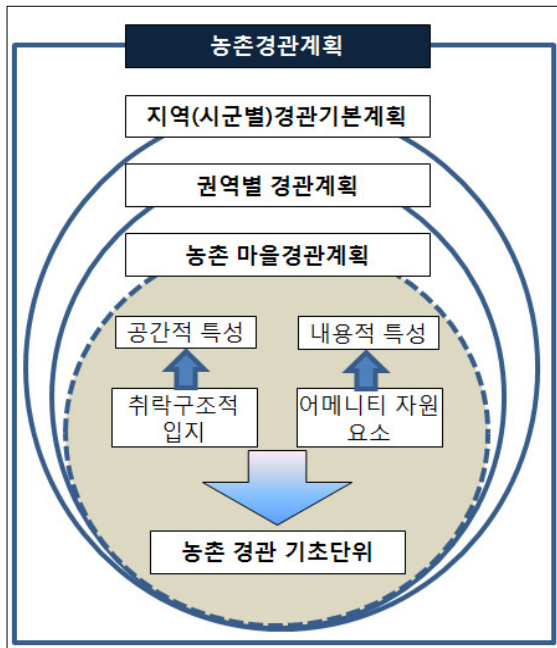 농촌경관계획
지역(시군별)경관기본계획
권역별 경관계획
농촌 마을경관계획
공간적 특성
내용적 특성
취락구조적
입지
어메니티 자원
요소
농촌 경관 기초단위